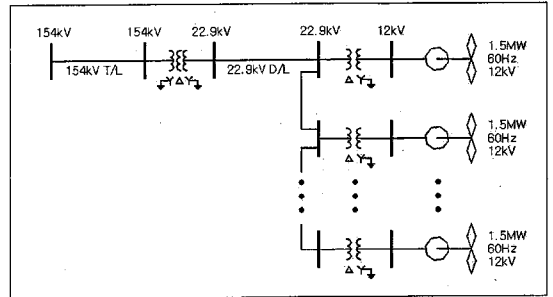 154kV 154kV 22.9kV 22.9kV 12kV
154kV T/L 22.9kV D/L
Y Δ Y Δ Y
1.5MW
60Hz
12kV
Δ Y
1.5MW
60Hz
12kV
Δ Y
1.5MW
60Hz
12kV